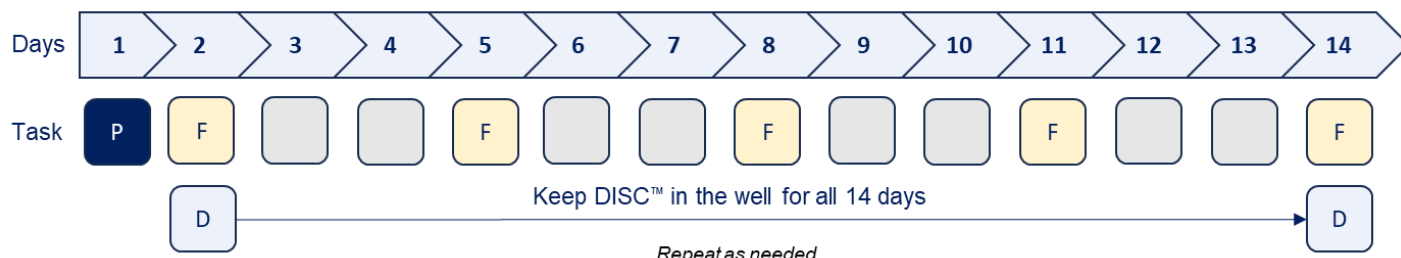 Days 1 2 3 4 5 6 7 8 9 10 11 12 13 14
Task P F F F F F
D Keep DISC™ in the well for all 14 days D
Repeat as needed